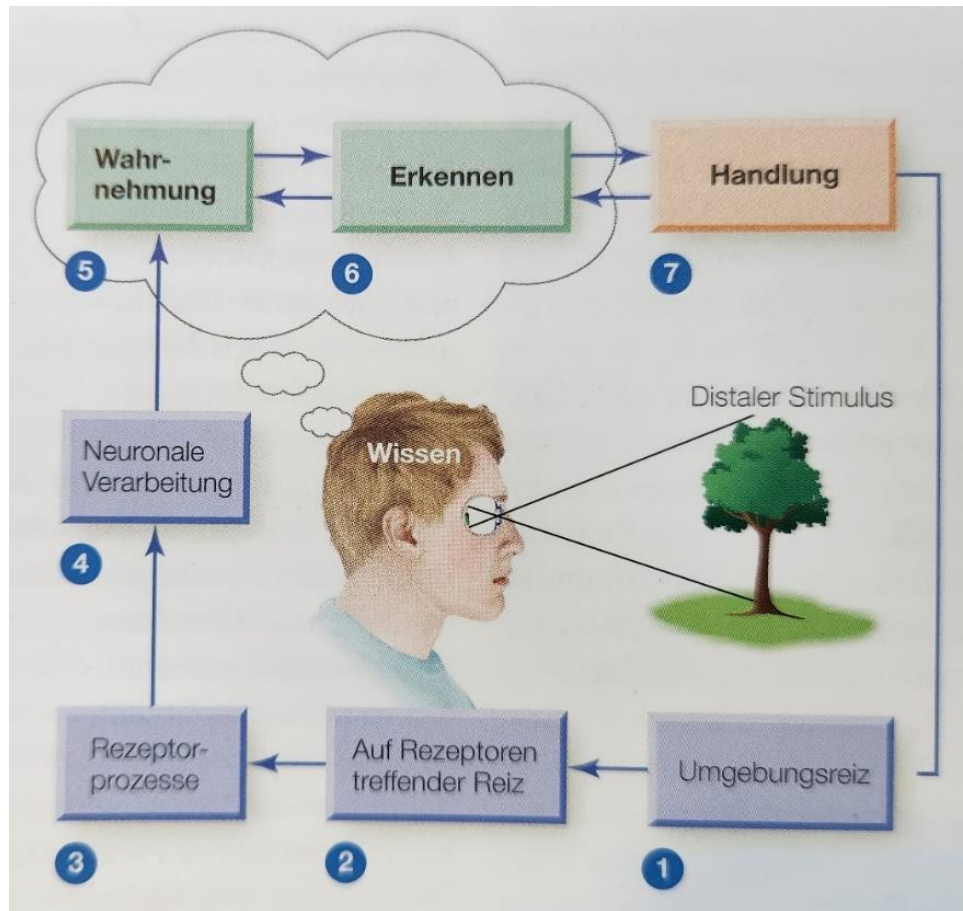 Wahr-
nehmung
Erkennen
Handlung
5
6
7
Distaler Stimulus
Neuronale
Verarbeitung
Wissen
4
Rezeptor-
prozesse
Auf Rezeptoren
treffender Reiz
Umgebungsreiz
3
2
1